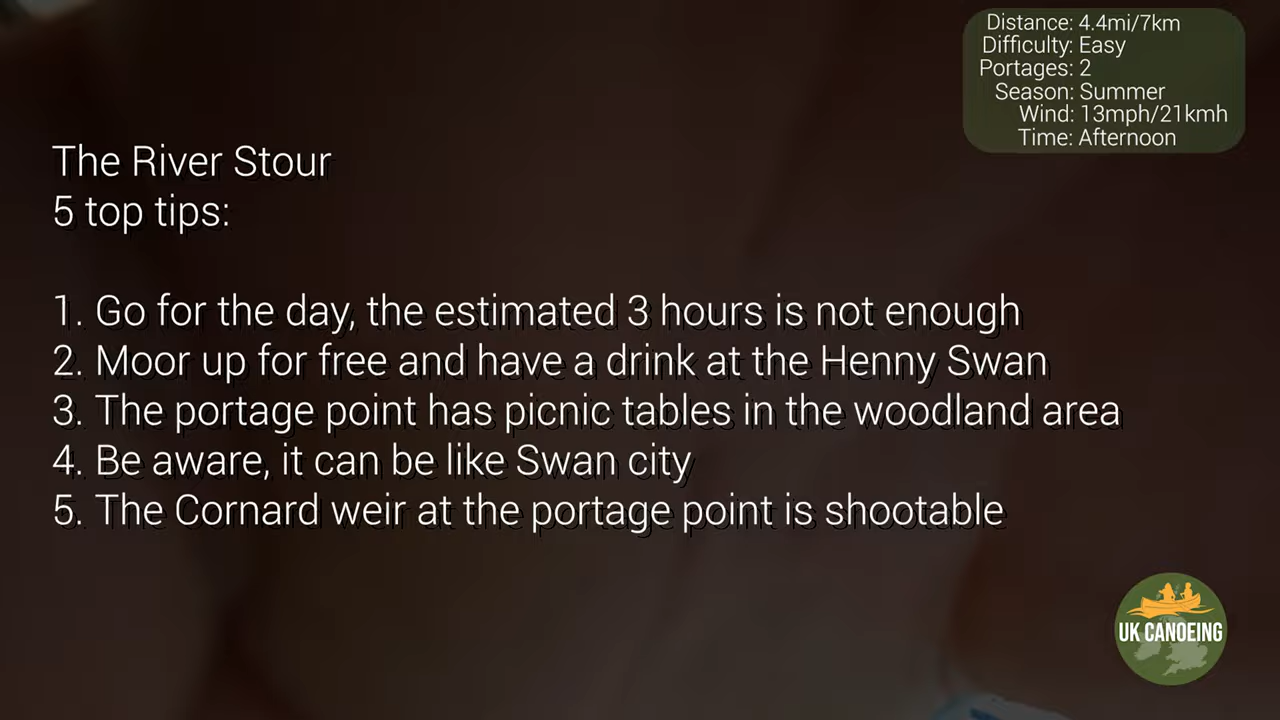 Distance: 4.4mi/7km
Difficulty: Easy
Portages: 2
Season: Summer
Wind: 13mph/21kmh
Time: Afternoon
The River Stour
5 top tips:
1. Go for the day, the estimated 3 hours is not enough
2. Moor up for free and have a drink at the Henny Swan
3. The portage point has picnic tables in the woodland area
4. Be aware, it can be like Swan city
5. The Cornard weir at the portage point is shootable
UK CANOEING